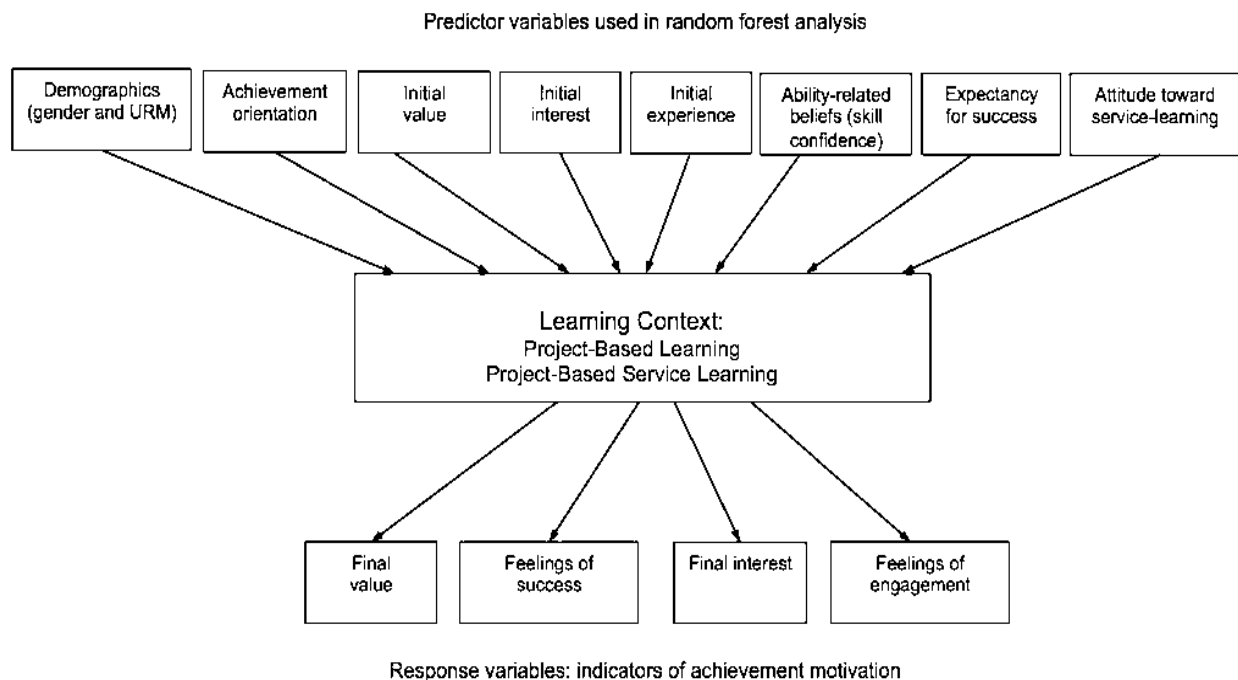 Predictor variables used in random forest analysis
Demographics
(gender and URM)
Achievement
orientation
Initial
value
Initial
interest
Initial
experience
Ability-related
beliefs (skill
confidence)
Expectancy
for success
Attitude toward
service-learning
Learning Context:
Project-Based Learning
Project-Based Service Learning
Final
value
Feelings of
success
Final interest
Feelings of
engagement
Response variables: indicators of achievement motivation